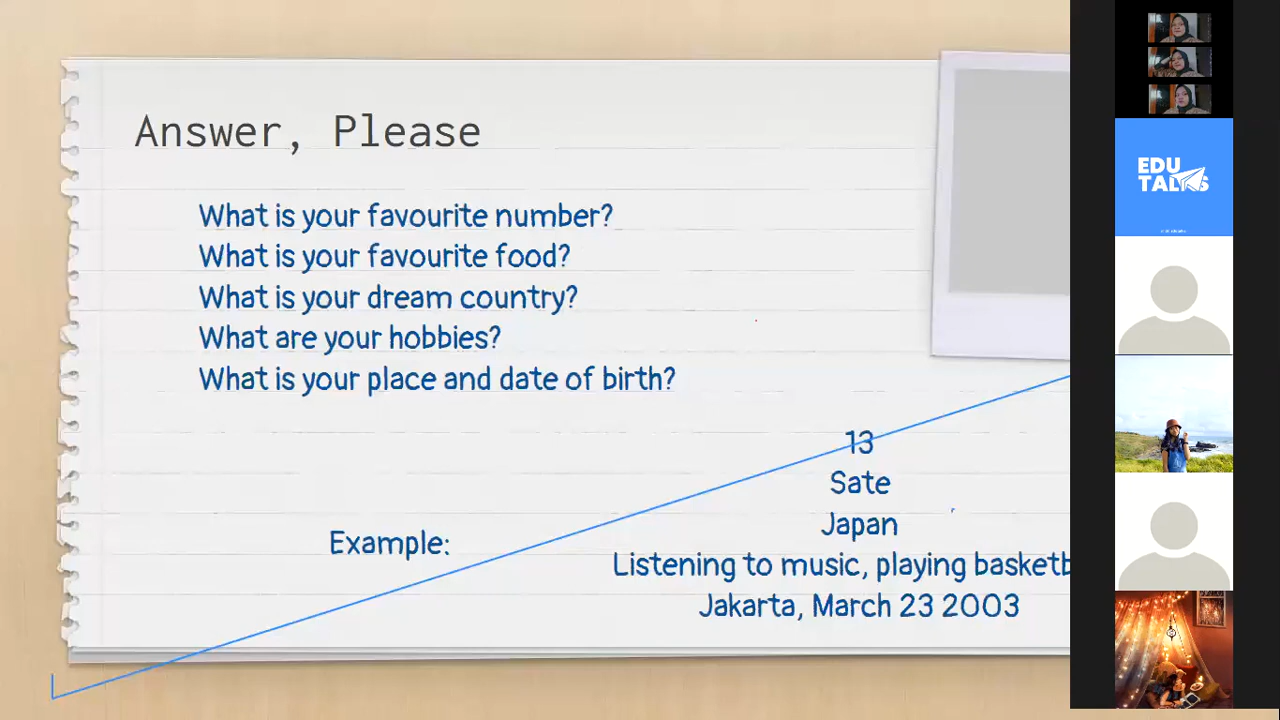 Answer, Please
What is your favourite number?
What is your favourite food?
What is your dream country?
What are your hobbies?
What is your place and date of birth?
Example:
13
Sate
Japan
Listening to music, playing basketb
Jakarta, March 23 2003
EDU
TALKS